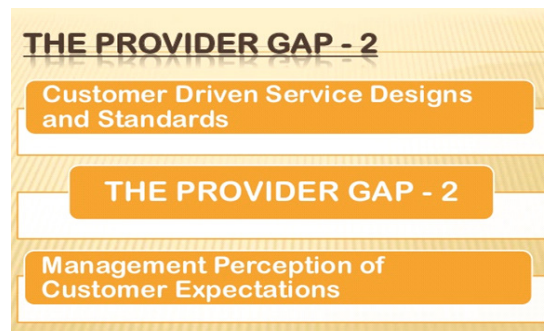 THE PROVIDER GAP - 2
Customer Driven Service Designs
and Standards
THE PROVIDER GAP - 2
Management Perception of
Customer Expectations